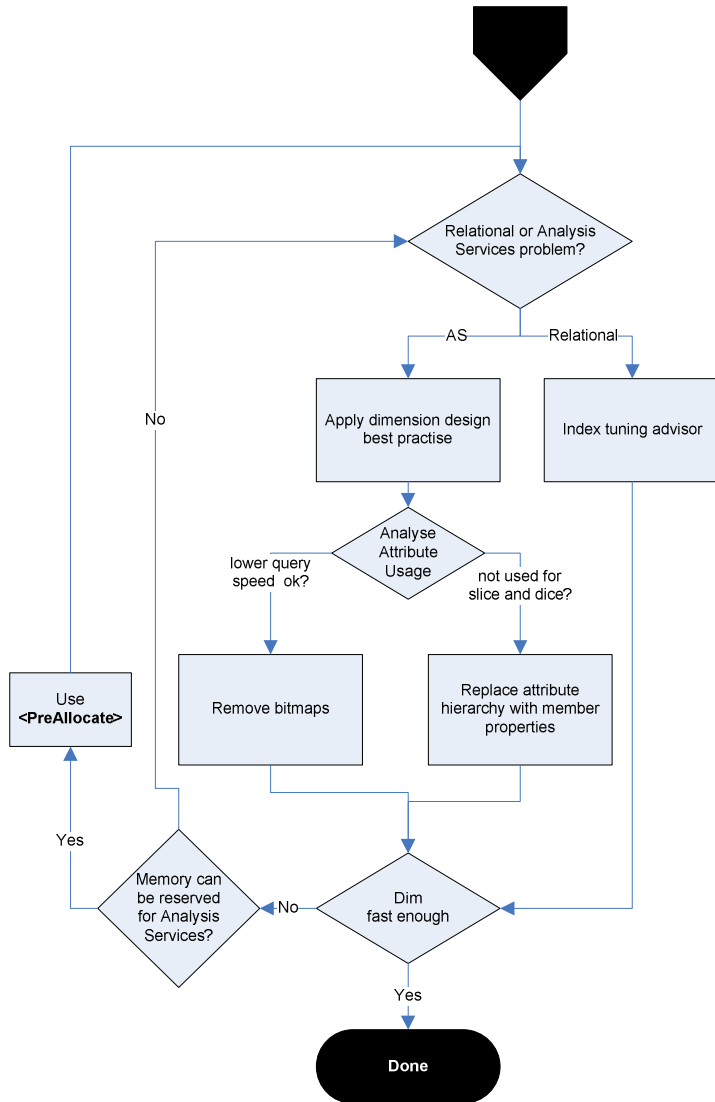 Relational or Analysis
Services problem?
AS
Relational
No
Apply dimension design
best practise
Index tuning advisor
Analyse
Attribute
Usage
lower query
speed ok?
not used for
slice and dice?
Use
<PreAllocate>
Remove bitmaps
Replace attribute
hierarchy with member
properties
Yes
Memory can
be reserved
for Analysis
Services?
No
Dim
fast enough
Yes
Done